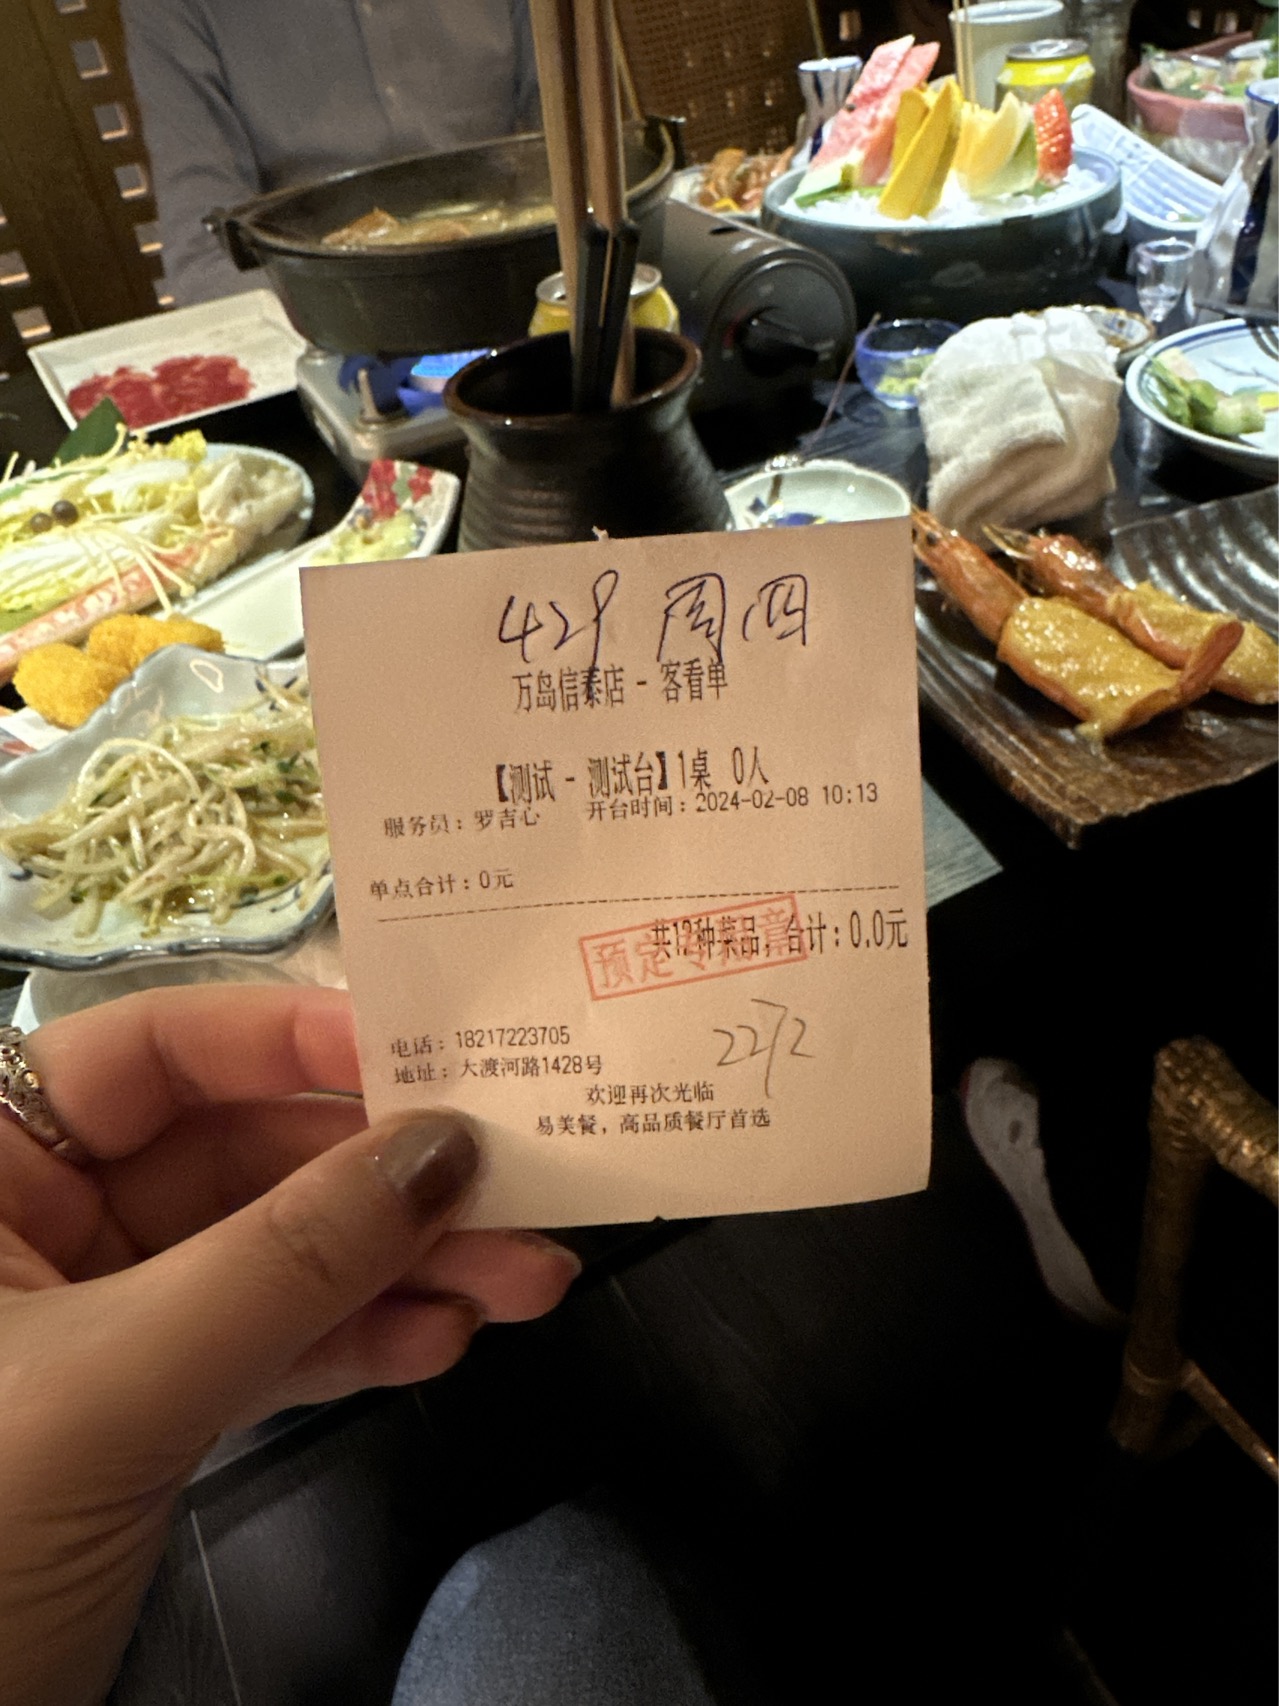 429 周四
万岛信泰店 - 客看单
【测试 - 测试台】1桌 0人
服务员：罗吉心 开台时间：2024-02-08 10:13
单点合计：0元
共12种菜品，合计：0.0元
预定专用章
2272
电话：18217223705
地址：大渡河路1428号
欢迎再次光临
易美餐，高品质餐厅首选